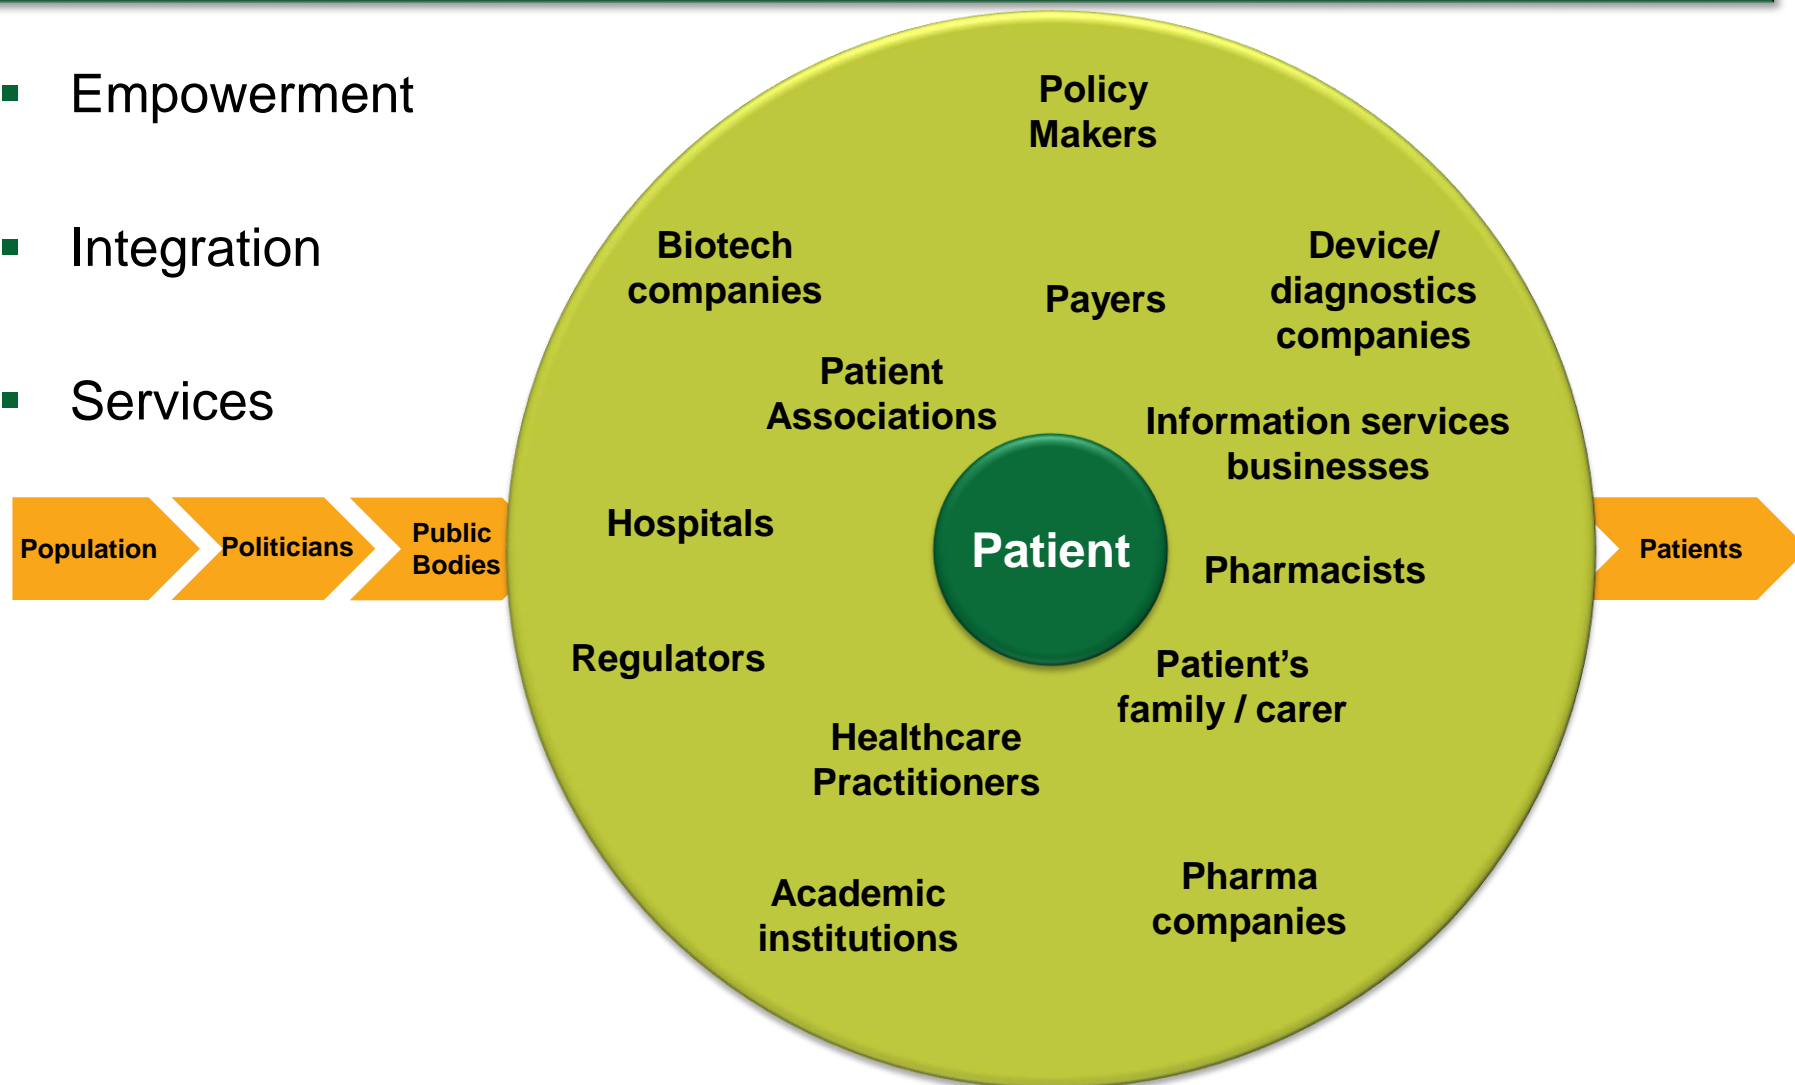 Empowerment
Integration
Services
Population
Politicians
Public
Bodies
Policy
Makers
Biotech
companies
Payers
Device/
diagnostics
companies
Patient
Associations
Information services
businesses
Hospitals
Patient
Pharmacists
Regulators
Patient’s
family / carer
Healthcare
Practitioners
Academic
institutions
Pharma
companies
Patients